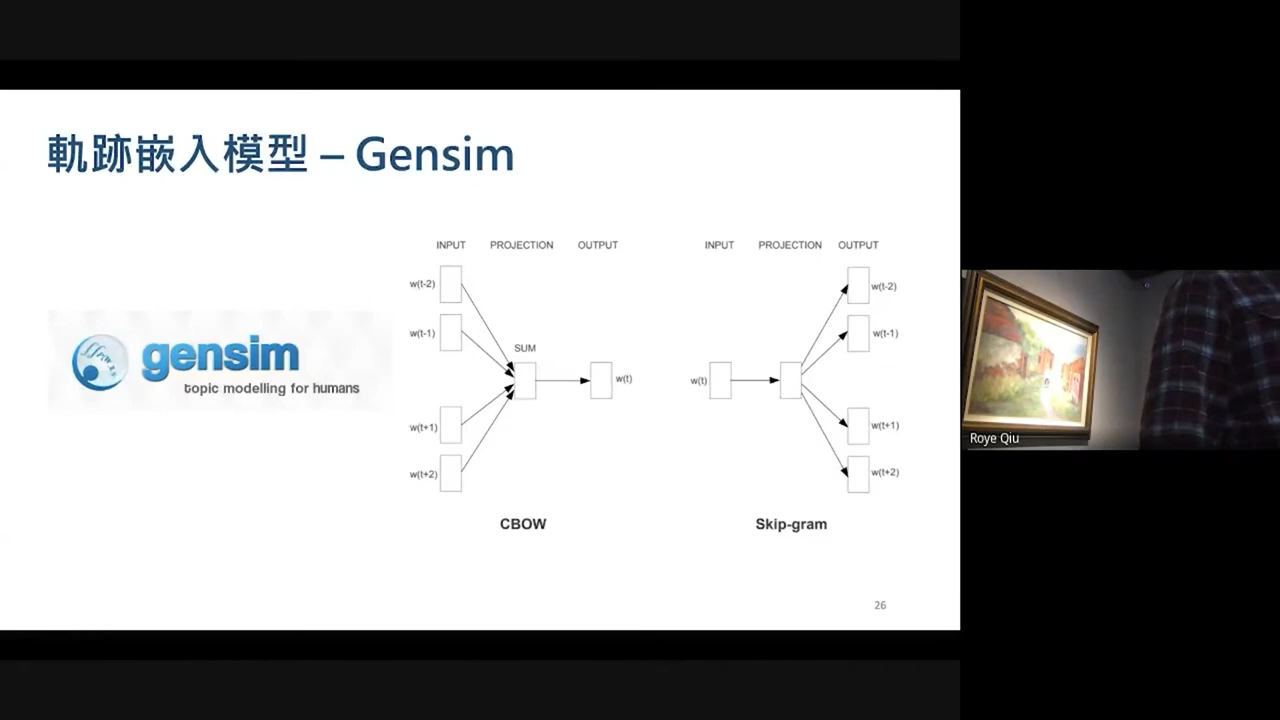 軌跡嵌入模型 – Gensim
gensim
topic modelling for humans
INPUT PROJECTION OUTPUT
w(t-2)
w(t-1)
SUM
w(t)
w(t+1)
w(t+2)
CBOW
INPUT PROJECTION OUTPUT
w(t-2)
w(t-1)
w(t)
w(t+1)
w(t+2)
Skip-gram
26
Roye Qiu